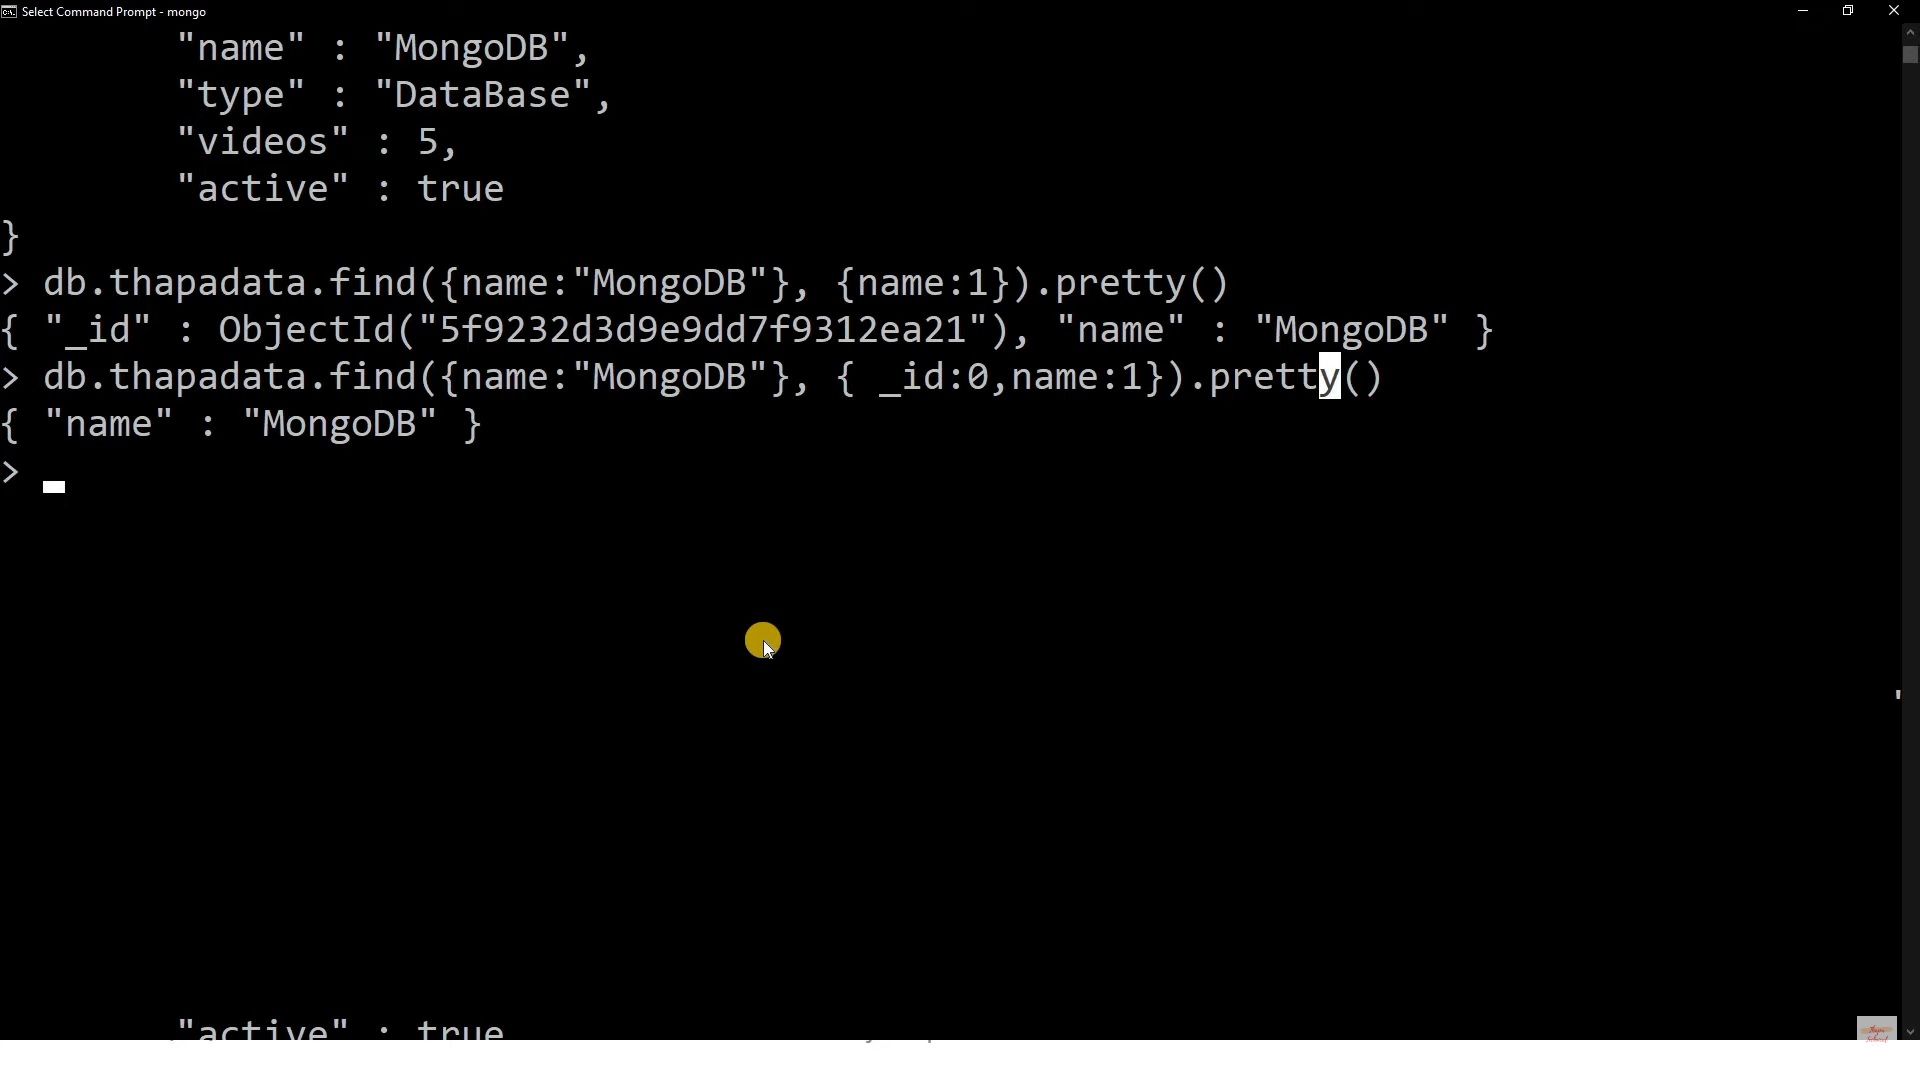 Select Command Prompt - mongo
"name" : "MongoDB",
"type" : "DataBase",
"videos" : 5,
"active" : true
}
> db.thapadata.find({name:"MongoDB"}, {name:1}).pretty()
{ "_id" : ObjectId("5f9232d3d9e9dd7f9312ea21"), "name" : "MongoDB" }
> db.thapadata.find({name:"MongoDB"}, { _id:0,name:1}).pretty()
{ "name" : "MongoDB" }
>
"active" : true